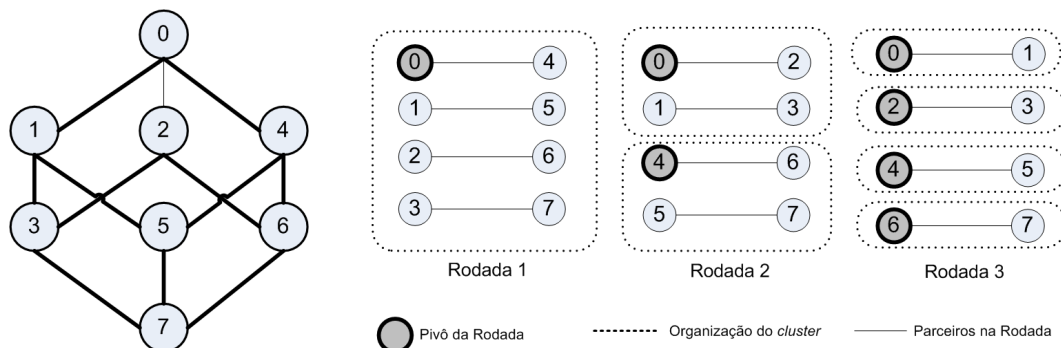 0
1 2 4
3 5 6
7
0 4
1 5
2 6
3 7
Rodada 1
0 2
1 3
4 6
5 7
Rodada 2
0 1
2 3
4 5
6 7
Rodada 3
Pivô da Rodada
Organização do cluster
Parceiros na Rodada